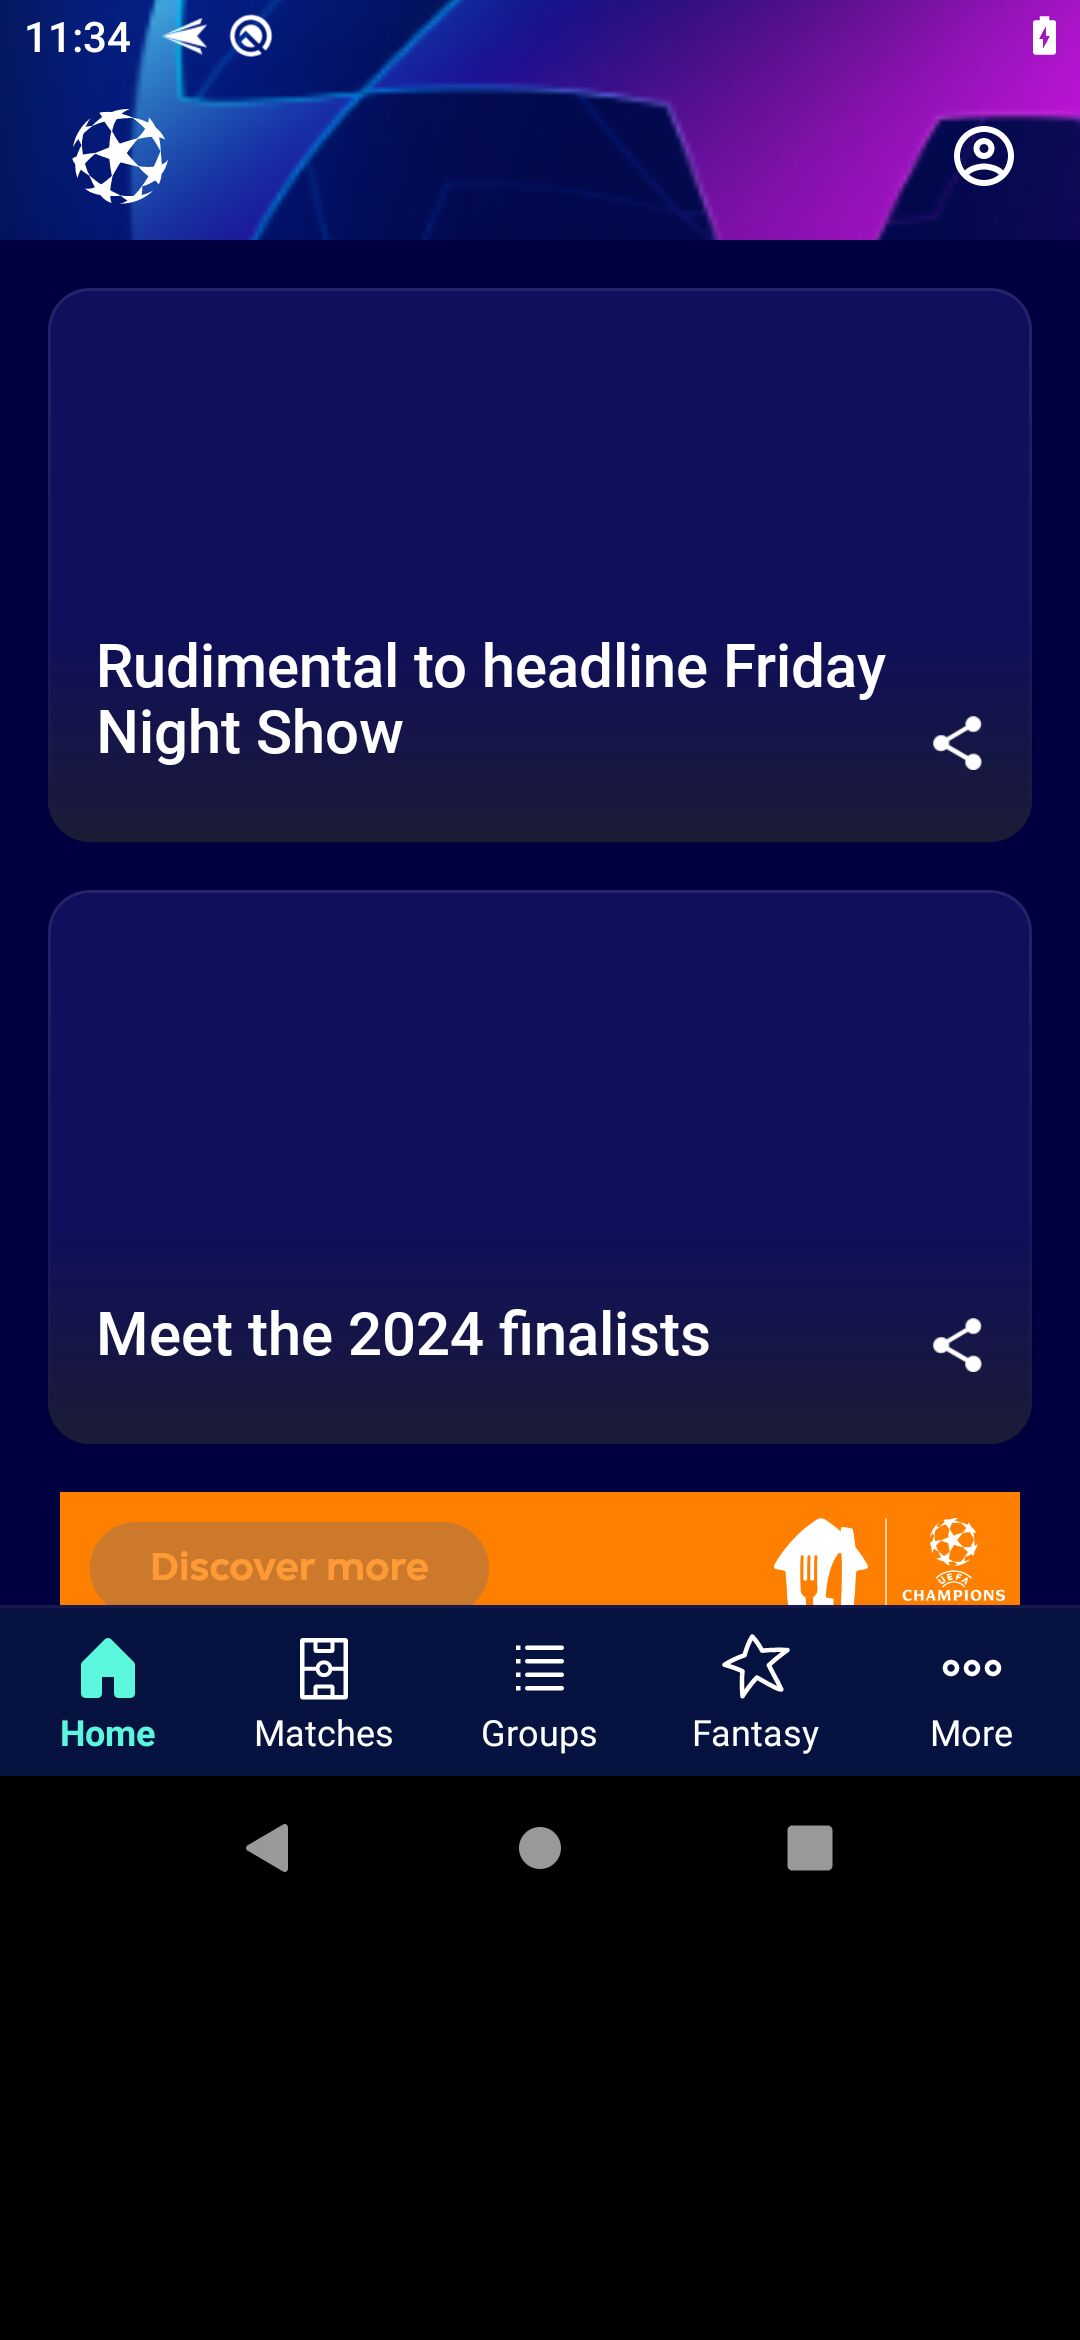 11:34
Rudimental to headline Friday
Night Show
Meet the 2024 finalists
Discover more
UEFA
CHAMPIONS
Home
Matches
Groups
Fantasy
More